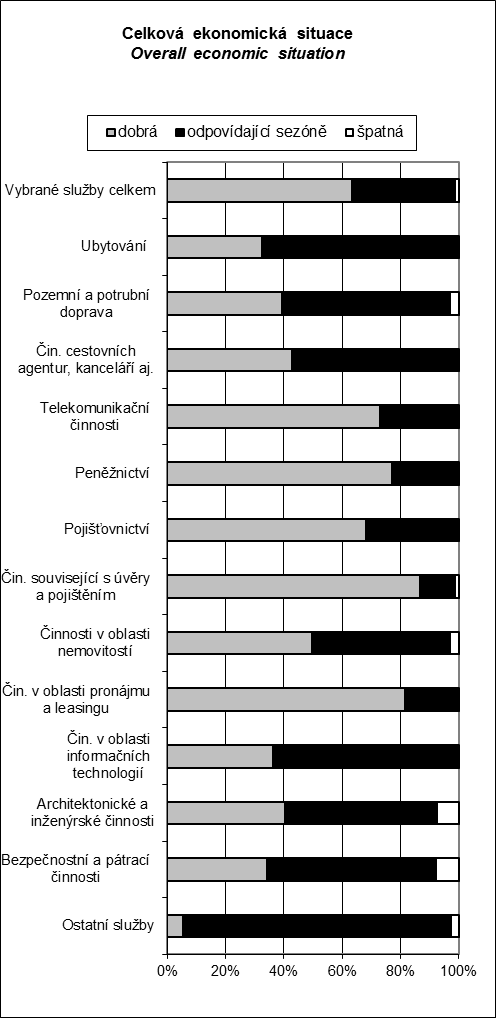 Celková ekonomická situace
Overall economic situation
dobrá odpovídající sezóně špatná
Vybrané služby celkem
Ubytování
Pozemní a potrubní
doprava
Čin. cestovních
agentur, kanceláří aj.
Telekomunikační
činnosti
Peněžnictví
Pojišťovnictví
Čin. související s úvěry
a pojištěním
Činnosti v oblasti
nemovitostí
Čin. v oblasti pronájmu
a leasingu
Čin. v oblasti
informačních
technologií
Architektonické a
inženýrské činnosti
Bezpečnostní a pátrací
činnosti
Ostatní služby
0% 20% 40% 60% 80% 100%